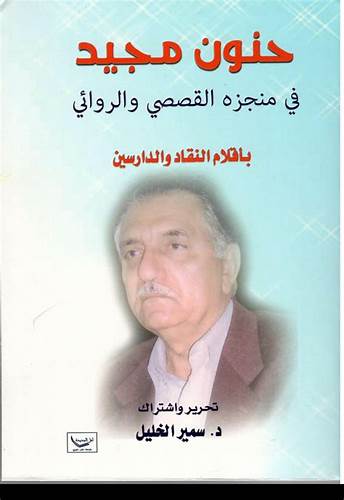 حنون مجيد
في منجزه القصصي والروائي
بأقلام النقاد والدارسين
تحرير واشتراك
د. سمير الخليل